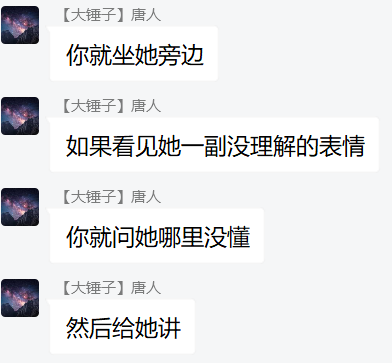 【大锤子】唐人
你就坐她旁边
【大锤子】唐人
如果看见她一副没理解的表情
【大锤子】唐人
你就问她哪里没懂
【大锤子】唐人
然后给她讲